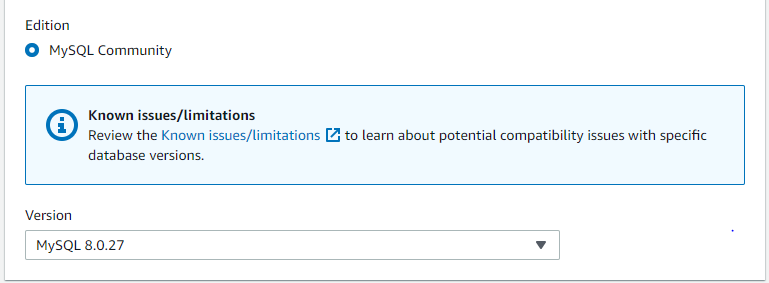 Edition
MySQL Community
Known issues/limitations
Review the Known issues/limitations to learn about potential compatibility issues with specific
database versions.
Version
MySQL 8.0.27